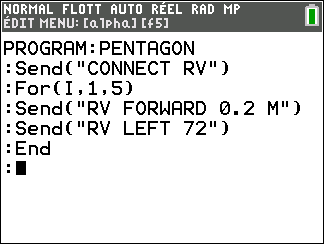 NORMAL FLOTT AUTO RÉEL RAD MP
ÉDIT MENU: [alpha] [f5]
PROGRAM:PENTAGON
:Send("CONNECT RV")
:For(I,1,5)
:Send("RV FORWARD 0.2 M")
:Send("RV LEFT 72")
:End
: